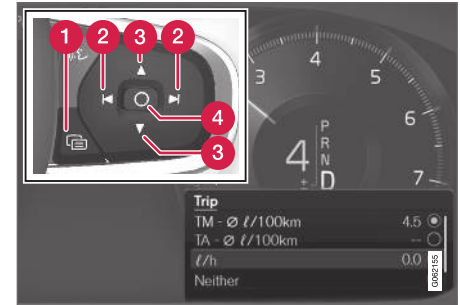 1
2
3
2
4
3
3
4
5
6
7
4
±
P
R
N
D
Trip
TM - Ø ℓ/100km 4.5
TA - Ø ℓ/100km --
ℓ/h 0.0
Neither
G062155